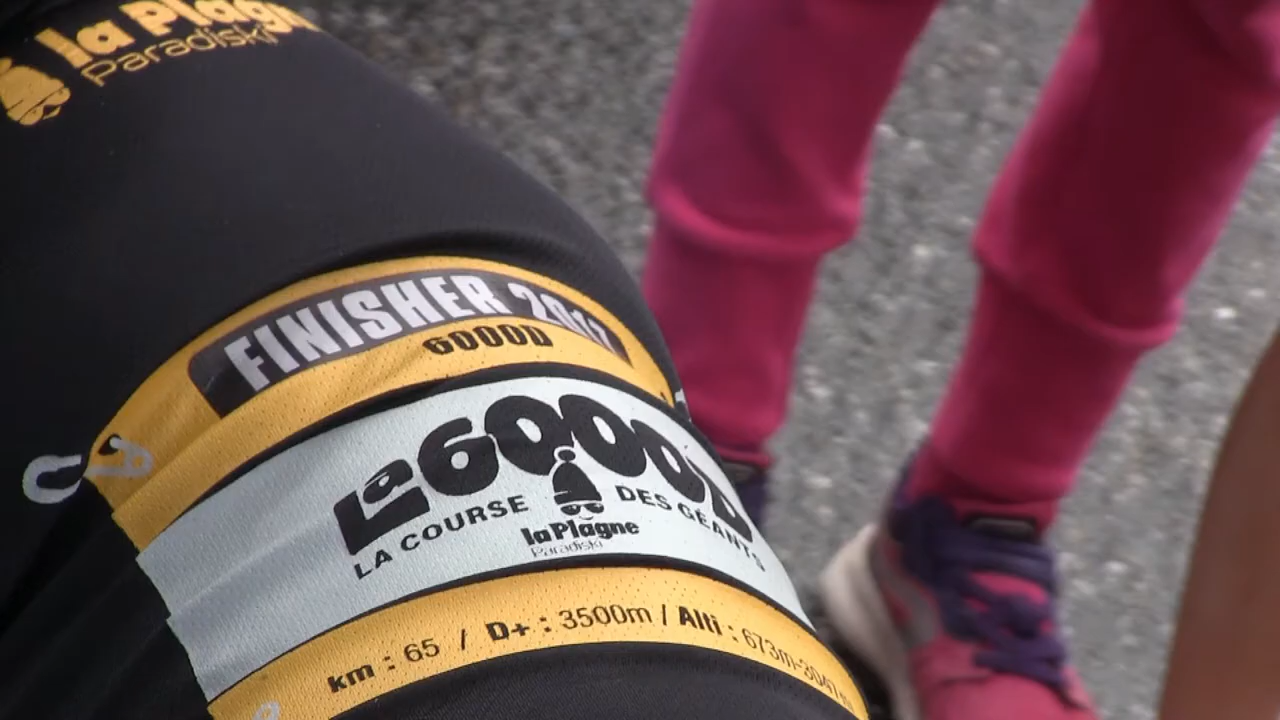 la Plagne
Paradiski
FINISHER 2017
6000D
La 6000D
LA COURSE DES GÉANTS
la Plagne
Paradiski
km : 65 / D+ : 3500m / Alti : 673m-3047m